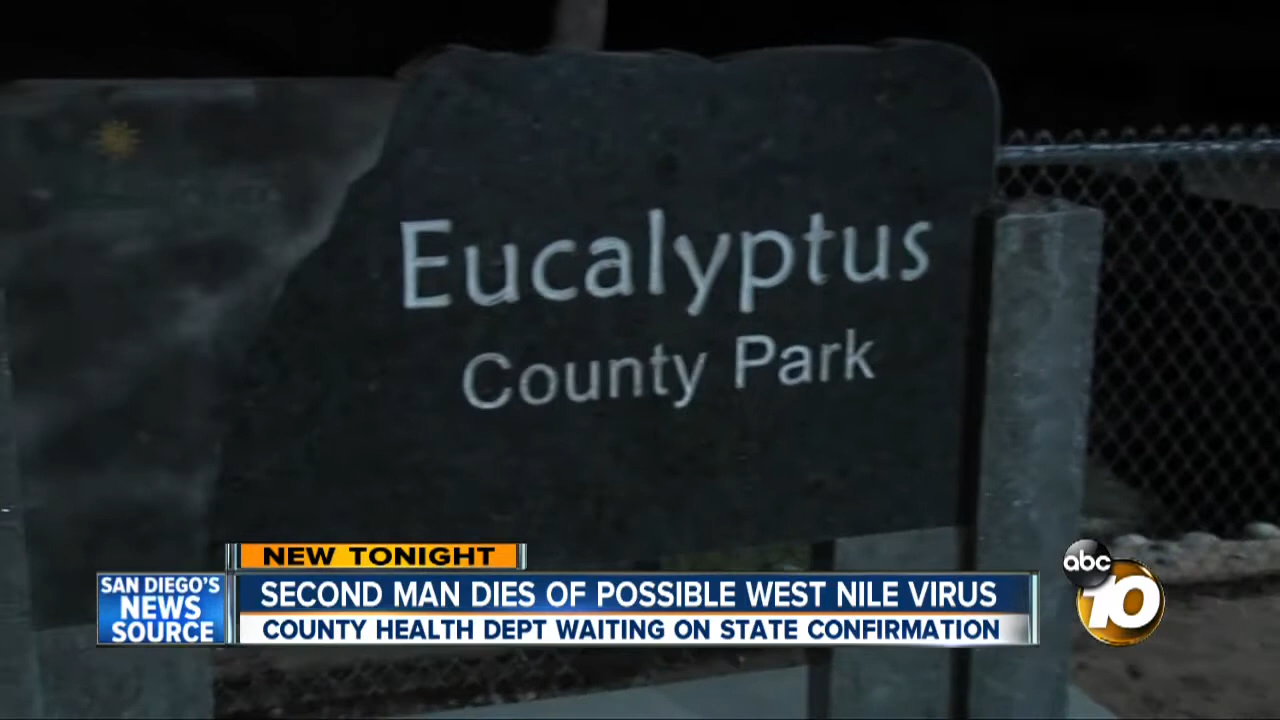 Eucalyptus
County Park
NEW TONIGHT
SAN DIEGO'S
NEWS
SOURCE
SECOND MAN DIES OF POSSIBLE WEST NILE VIRUS
COUNTY HEALTH DEPT WAITING ON STATE CONFIRMATION
abc
10